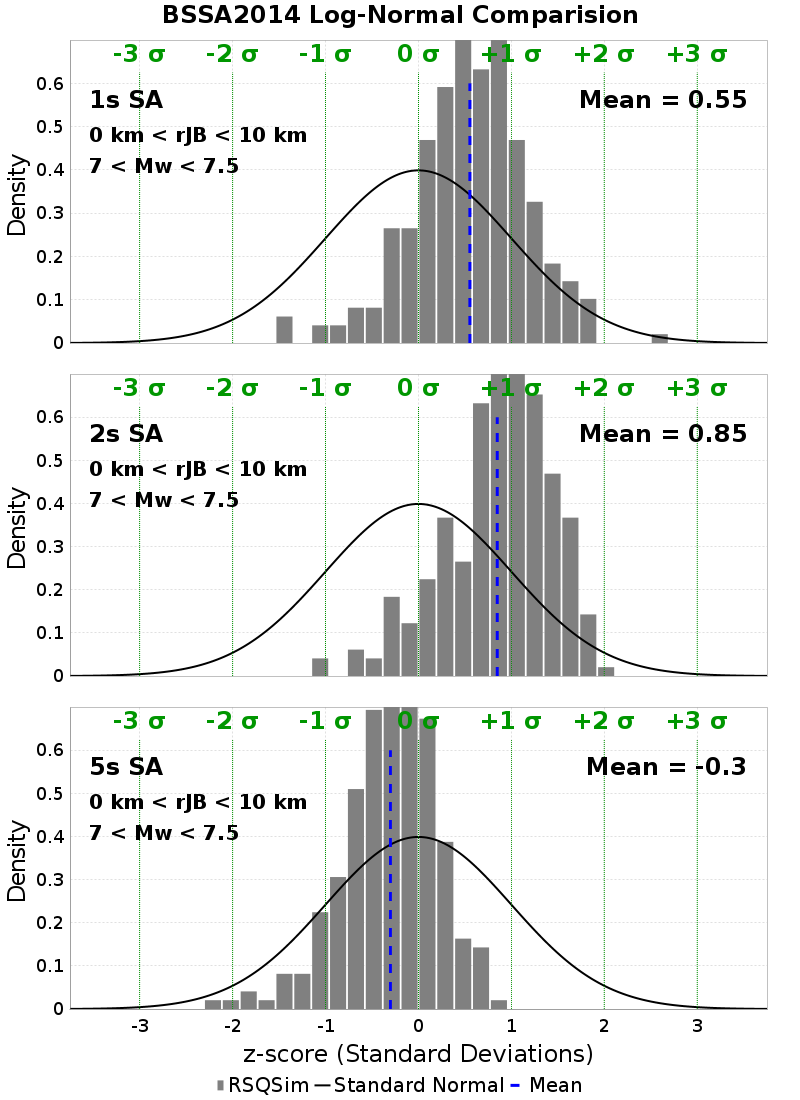 BSSA2014 Log-Normal Comparision
-3 σ -2 σ -1 σ 0 σ +1 σ +2 σ +3 σ
1s SA Mean = 0.55
0 km < rJB < 10 km
7 < Mw < 7.5
Density
0.6
0.5
0.4
0.3
0.2
0.1
0
-3 σ -2 σ -1 σ 0 σ +1 σ +2 σ +3 σ
2s SA Mean = 0.85
0 km < rJB < 10 km
7 < Mw < 7.5
Density
0.6
0.5
0.4
0.3
0.2
0.1
0
-3 σ -2 σ -1 σ 0 σ +1 σ +2 σ +3 σ
5s SA Mean = -0.3
0 km < rJB < 10 km
7 < Mw < 7.5
Density
0.6
0.5
0.4
0.3
0.2
0.1
0
-3 -2 -1 0 1 2 3
z-score (Standard Deviations)
RSQSim Standard Normal Mean